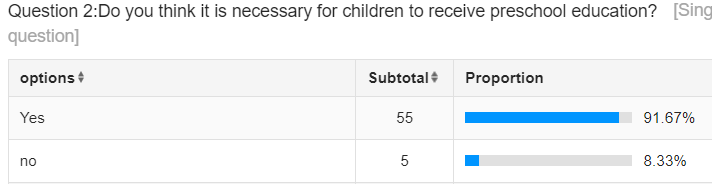 Question 2:Do you think it is necessary for children to receive preschool education? [Sing
question]
options Subtotal Proportion
Yes 55 91.67%
no 5 8.33%